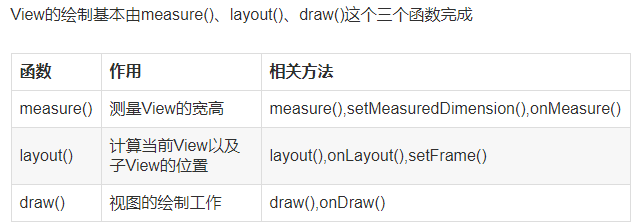 View的绘制基本由measure()、layout()、draw()这个三个函数完成
函数 作用 相关方法
measure() 测量View的宽高 measure(),setMeasuredDimension(),onMeasure()
layout() 计算当前View以及
子View的位置 layout(),onLayout(),setFrame()
draw() 视图的绘制工作 draw(),onDraw()